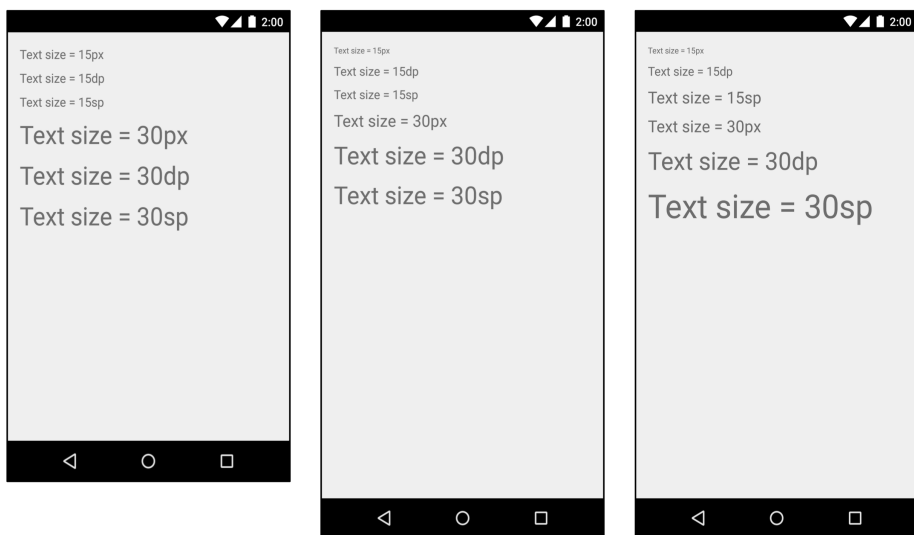 2:00
Text size = 15px
Text size = 15dp
Text size = 15sp
Text size = 30px
Text size = 30dp
Text size = 30sp
2:00
Text size = 15px
Text size = 15dp
Text size = 15sp
Text size = 30px
Text size = 30dp
Text size = 30sp
2:00
Text size = 15px
Text size = 15dp
Text size = 15sp
Text size = 30px
Text size = 30dp
Text size = 30sp